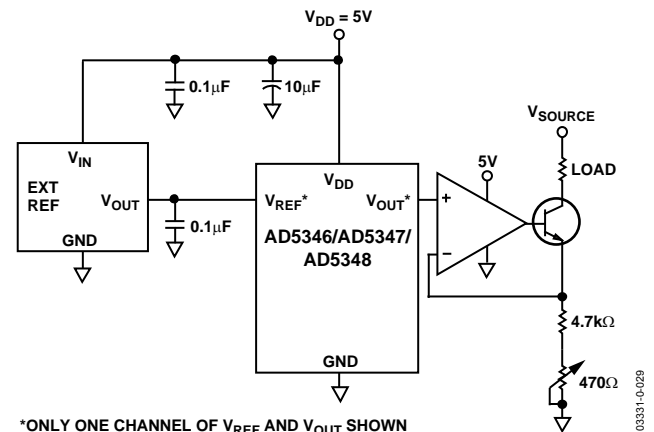 VDD = 5V
0.1μF
10μF
VSOURCE
LOAD
5V
VIN
EXT
REF
VOUT
GND
0.1μF
VDD
VREF*
VOUT*
AD5346/AD5347/
AD5348
GND
+
–
4.7kΩ
470Ω
*ONLY ONE CHANNEL OF VREF AND VOUT SHOWN
03331-0-029